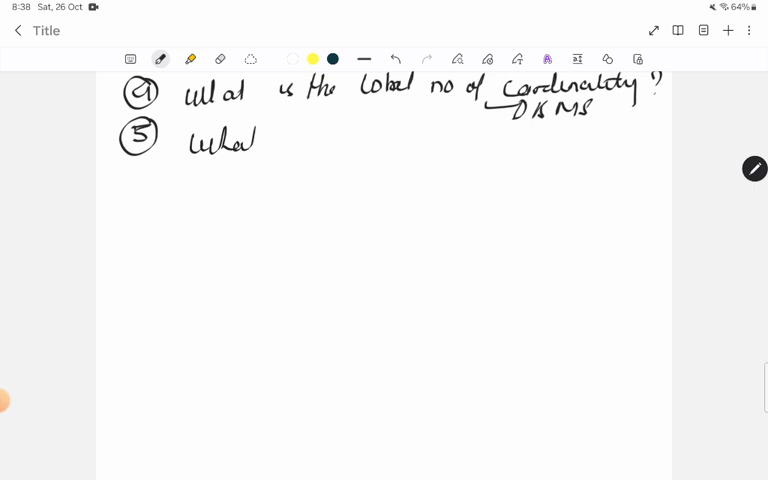 8:38 Sat, 26 Oct
64%
Title
④ What is the total no of cardinality?
DBMS
⑤ What